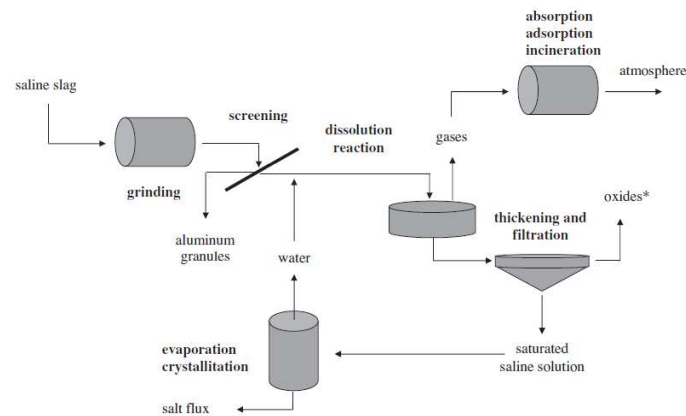 absorption
adsorption
incineration
atmosphere
saline slag
screening
dissolution
reaction
gases
grinding
oxides*
thickening and
filtration
aluminum
granules
water
evaporation
crystallitation
saturated
saline solution
salt flux